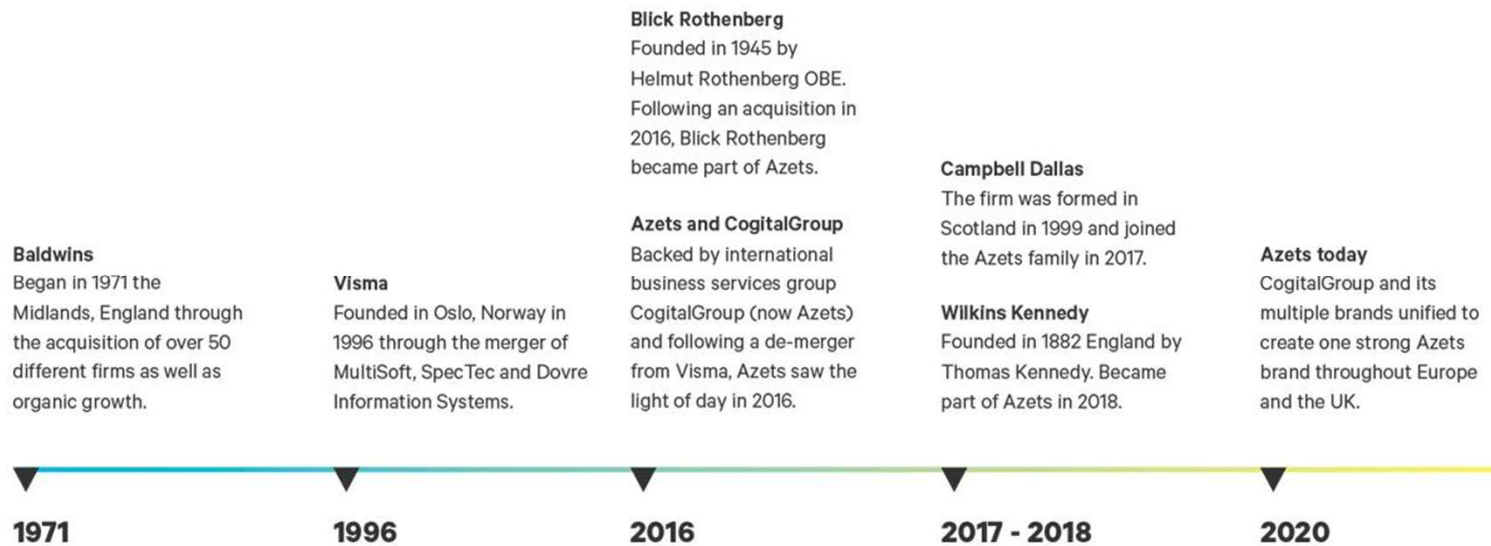 Baldwins
Began in 1971 the
Midlands, England through
the acquisition of over 50
different firms as well as
organic growth.
Visma
Founded in Oslo, Norway in
1996 through the merger of
MultiSoft, SpecTec and Dovre
Information Systems.
Blick Rothenberg
Founded in 1945 by
Helmut Rothenberg OBE.
Following an acquisition in
2016, Blick Rothenberg
became part of Azets.
Azets and CogitalGroup
Backed by international
business services group
CogitalGroup (now Azets)
and following a de-merger
from Visma, Azets saw the
light of day in 2016.
Campbell Dallas
The firm was formed in
Scotland in 1999 and joined
the Azets family in 2017.
Wilkins Kennedy
Founded in 1882 England by
Thomas Kennedy. Became
part of Azets in 2018.
Azets today
CogitalGroup and its
multiple brands unified to
create one strong Azets
brand throughout Europe
and the UK.
1971
1996
2016
2017 - 2018
2020